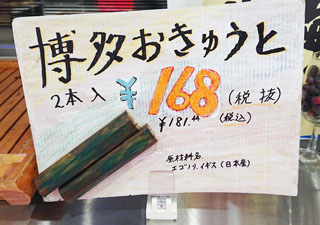 博多おきゅうと
2本入 ¥168(税抜)
¥181.44(税込)
原材料名
エゴノリ、イギス(日本産)